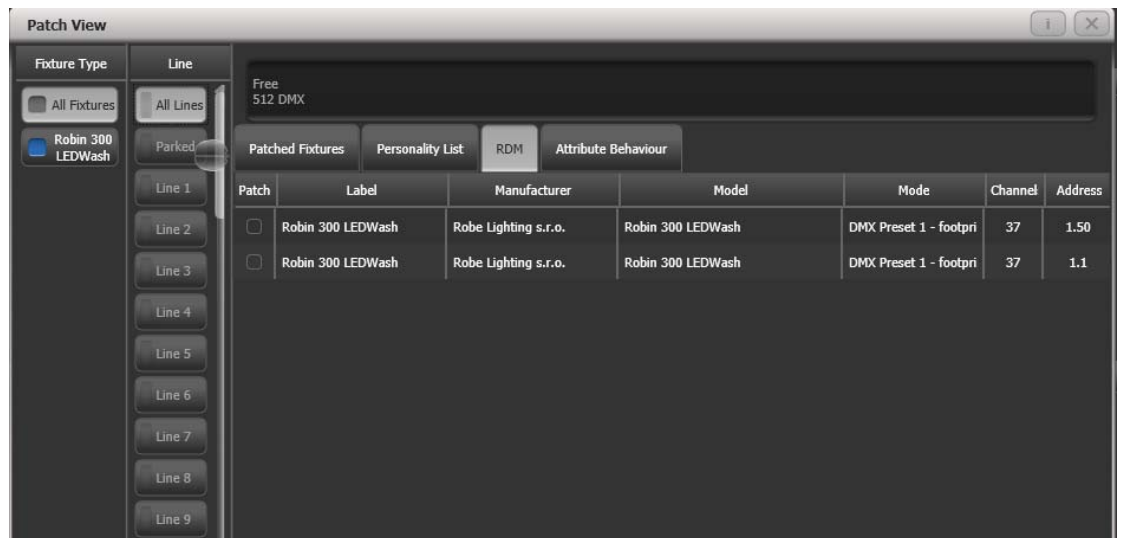 Patch View
i X
Fixture Type
Line
All Fixtures
Robin 300
LEDWash
All Lines
Parked
Line 1
Line 2
Line 3
Line 4
Line 5
Line 6
Line 7
Line 8
Line 9
Free
512 DMX
Patched Fixtures Personality List RDM Attribute Behaviour
Patch Label Manufacturer Model Mode Channel Address
Robin 300 LEDWash Robe Lighting s.r.o. Robin 300 LEDWash DMX Preset 1 - footpri 37 1.50
Robin 300 LEDWash Robe Lighting s.r.o. Robin 300 LEDWash DMX Preset 1 - footpri 37 1.1